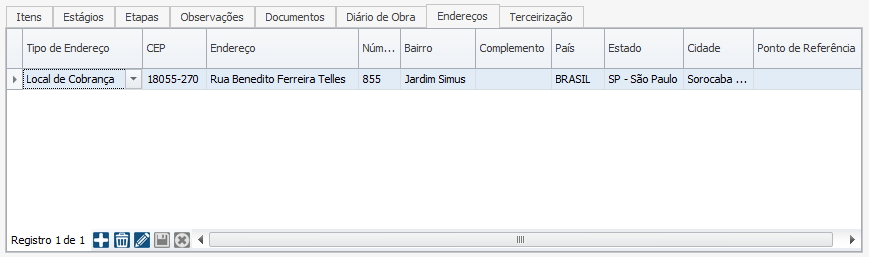 Itens Estágios Etapas Observações Documentos Diário de Obra Endereços Terceirização
Tipo de Endereço CEP Endereço Núm... Bairro Complemento País Estado Cidade Ponto de Referência
Local de Cobrança 18055-270 Rua Benedito Ferreira Telles 855 Jardim Simus BRASIL SP - São Paulo Sorocaba ...
Registro 1 de 1